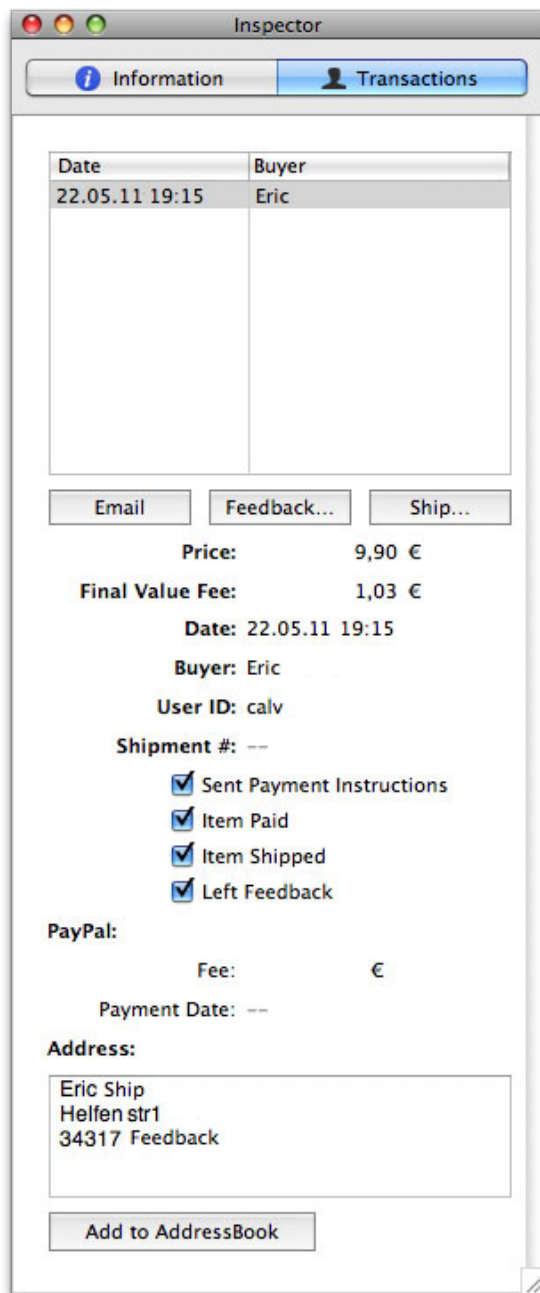 Inspector
Information Transactions
Date Buyer
22.05.11 19:15 Eric
Email Feedback... Ship...
Price: 9,90 €
Final Value Fee: 1,03 €
Date: 22.05.11 19:15
Buyer: Eric
User ID: calv
Shipment #: --
Sent Payment Instructions
Item Paid
Item Shipped
Left Feedback
PayPal:
Fee: €
Payment Date: --
Address:
Eric Ship
Helfen str1
34317 Feedback
Add to AddressBook